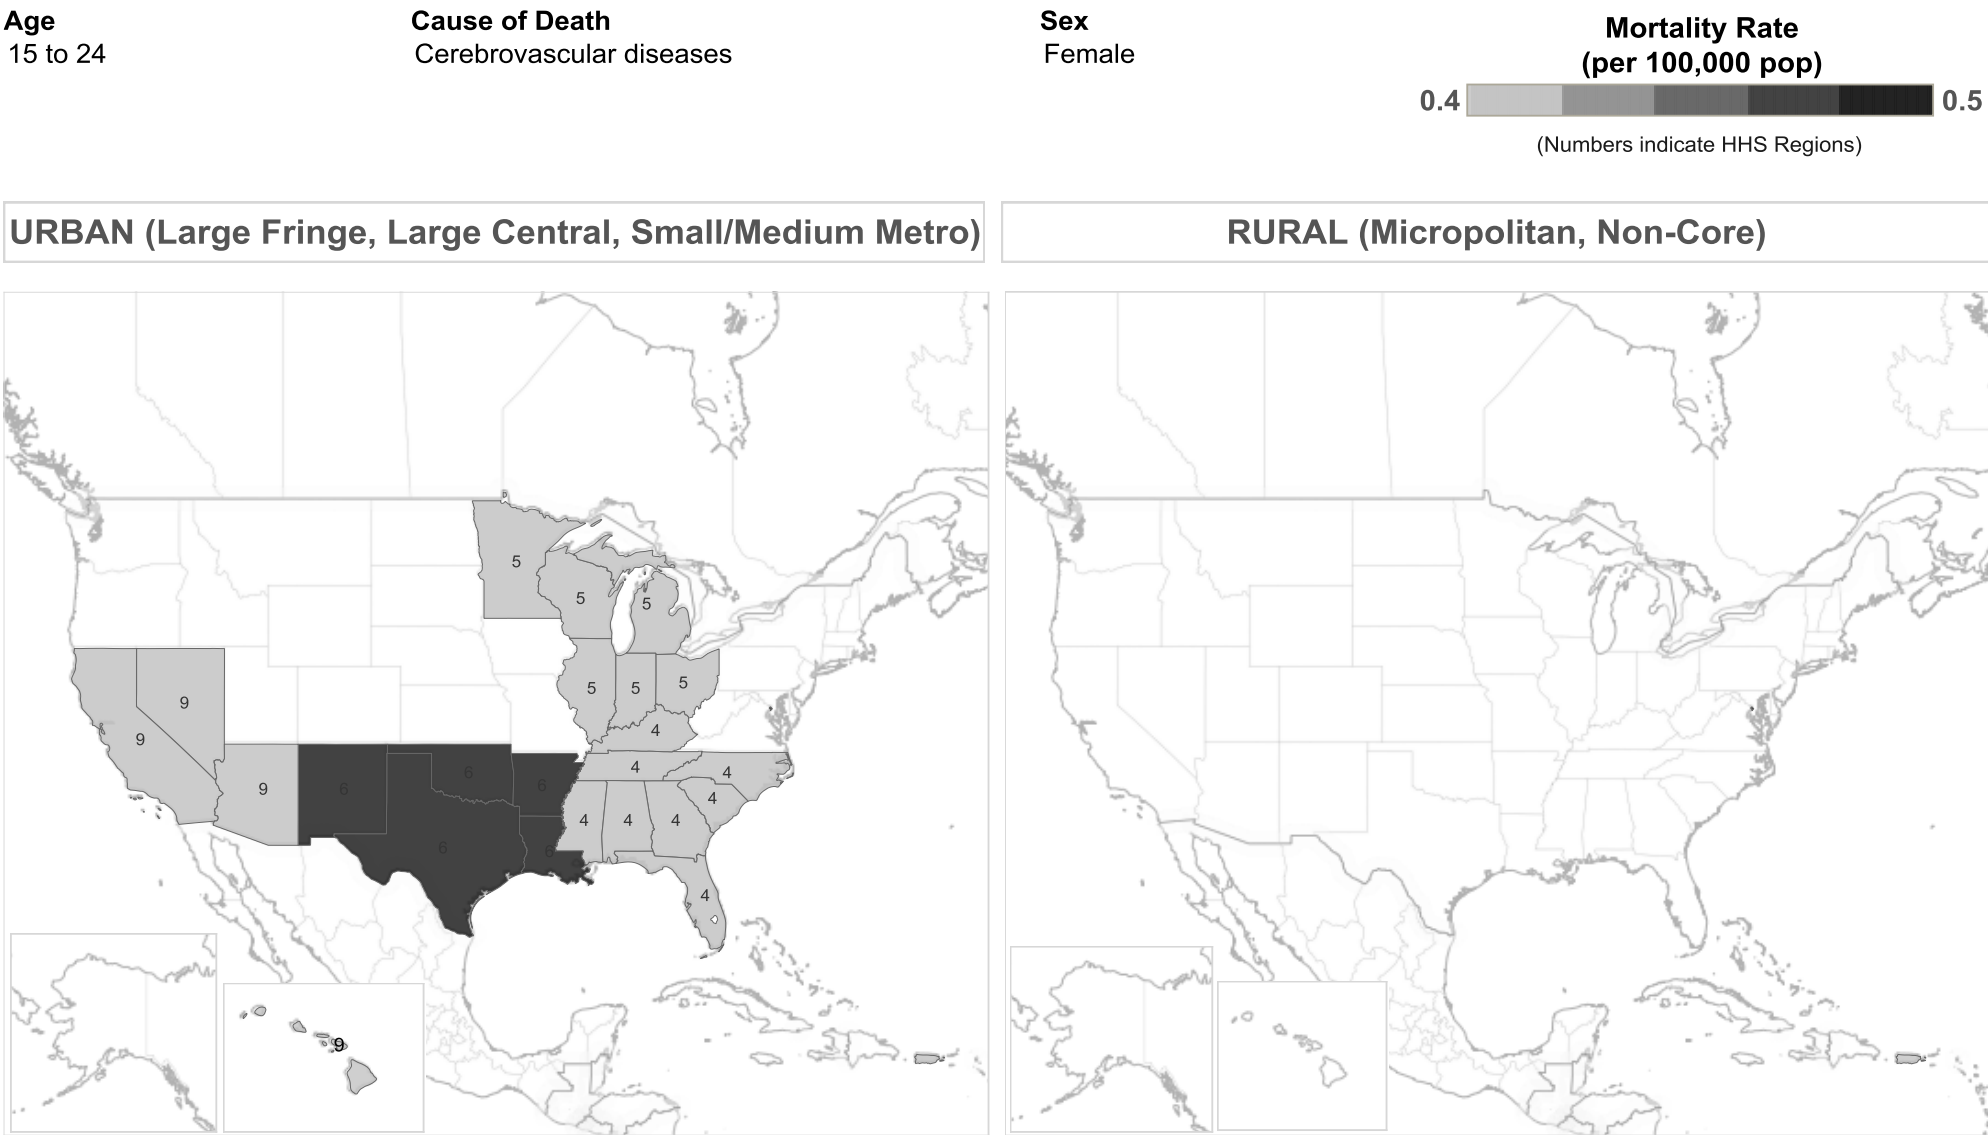 Age
15 to 24
Cause of Death
Cerebrovascular diseases
Sex
Female
Mortality Rate
(per 100,000 pop)
0.4 0.5
(Numbers indicate HHS Regions)
URBAN (Large Fringe, Large Central, Small/Medium Metro)
RURAL (Micropolitan, Non-Core)
5
5
5
5
5
5
9
4
9
4
4
6
6
9
6
4
4
4
4
6
6
4
9